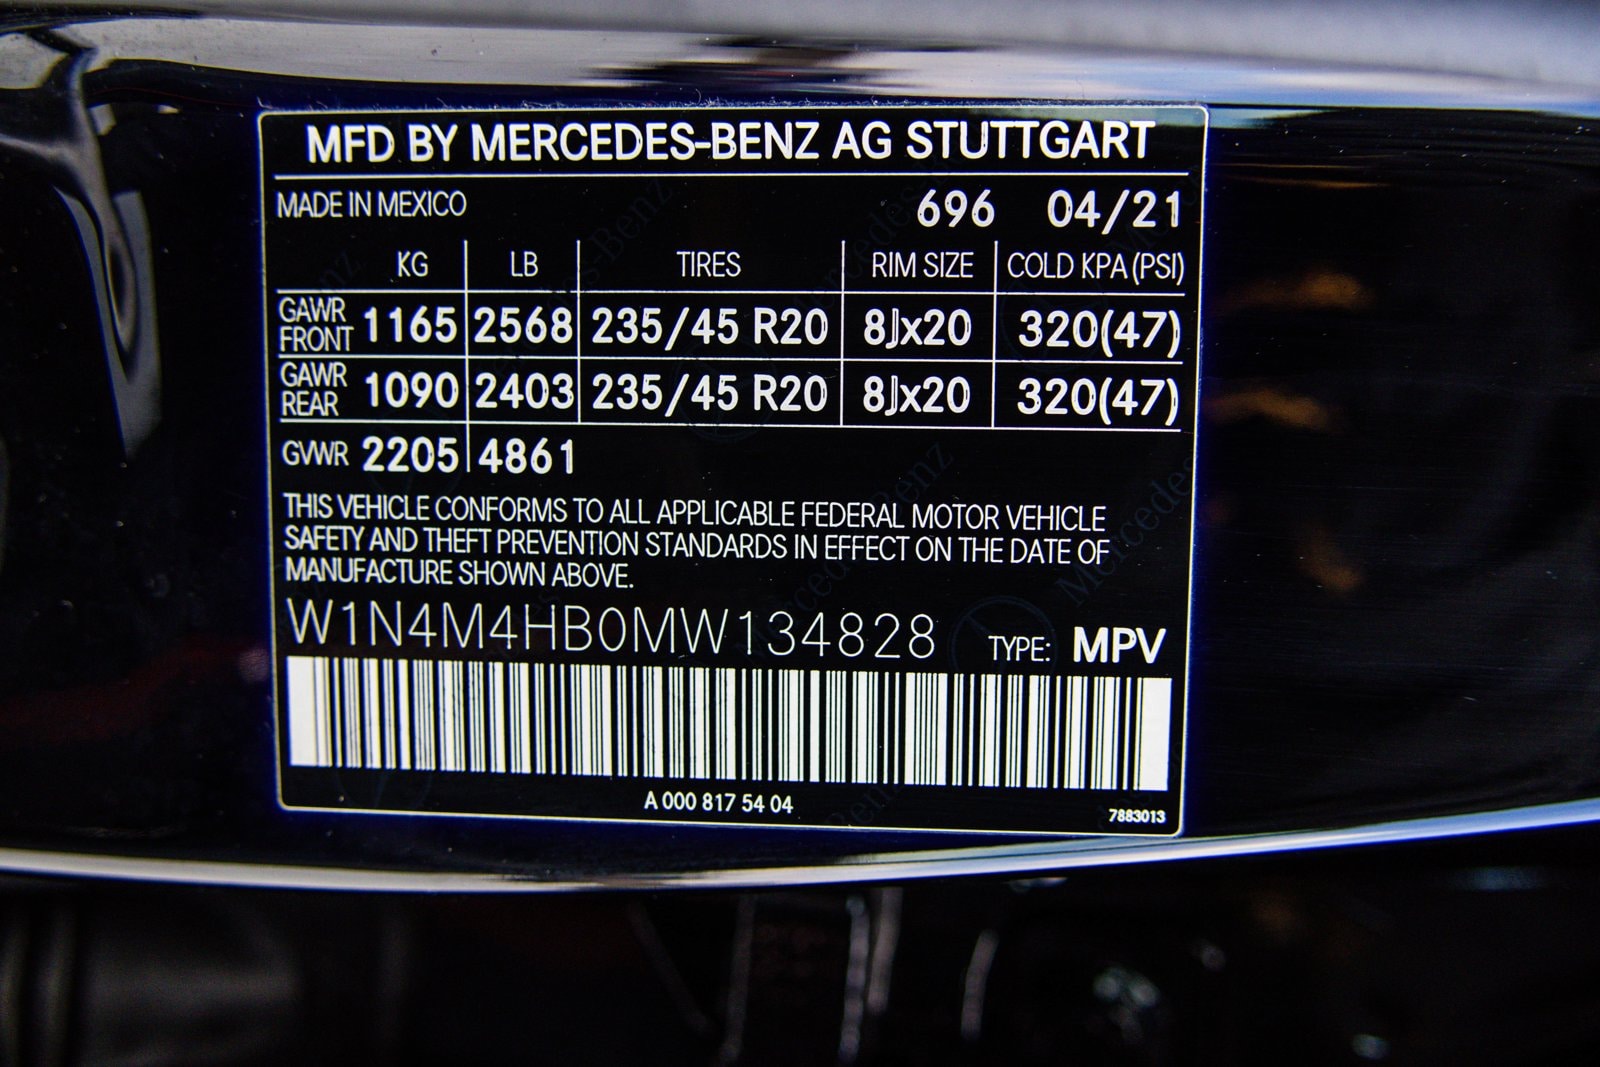 MFD BY MERCEDES-BENZ AG STUTTGART
MADE IN MEXICO 696 04/21
KG LB TIRES RIM SIZE COLD KPA (PSI)
GAWR FRONT 1165 2568 235/45 R20 8Jx20 320(47)
GAWR REAR 1090 2403 235/45 R20 8Jx20 320(47)
GVWR 2205 4861
THIS VEHICLE CONFORMS TO ALL APPLICABLE FEDERAL MOTOR VEHICLE
SAFETY AND THEFT PREVENTION STANDARDS IN EFFECT ON THE DATE OF
MANUFACTURE SHOWN ABOVE.
W1N4M4HB0MW134828 TYPE: MPV
A 000 817 54 04
7883013